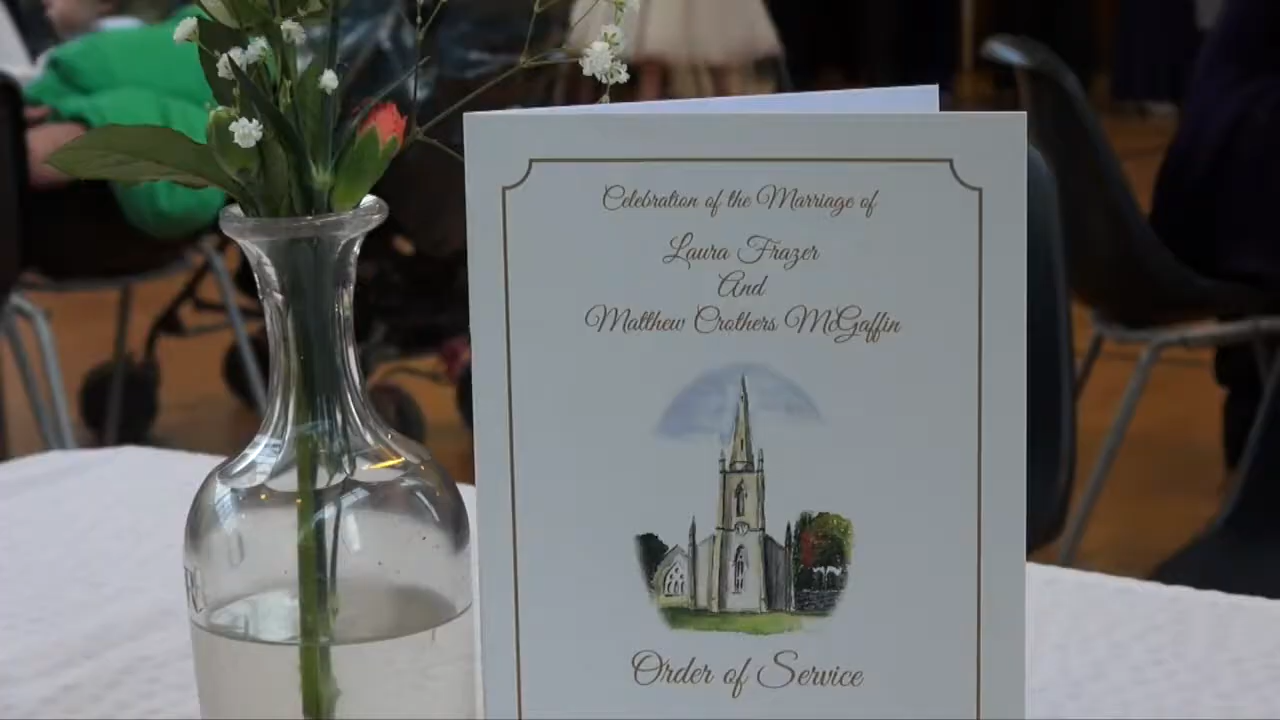 Celebration of the Marriage of
Laura Frazer
And
Matthew Crothers McGaffin
Order of Service